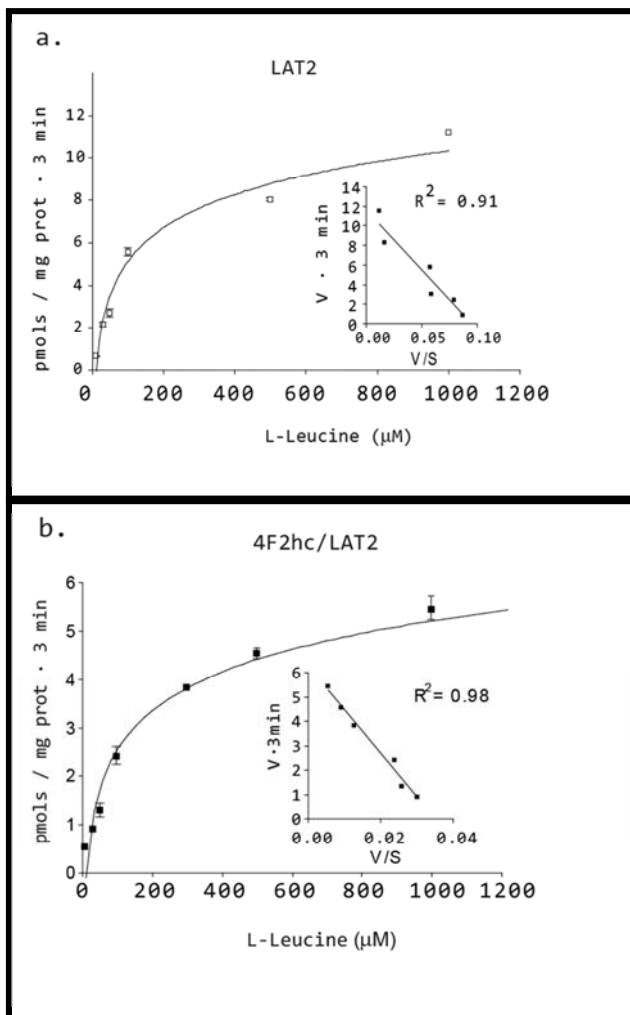 a.
LAT2
pmols / mg prot · 3 min
12
10
8
6
4
2
0
0 200 400 600 800 1000 1200
L-Leucine (µM)
R² = 0.91
V · 3 min
14
12
10
8
6
4
2
0
0.00 0.05 0.10
V/S
b.
4F2hc/LAT2
pmols / mg prot · 3 min
6
5
4
3
2
1
0
0 200 400 600 800 1000 1200
L-Leucine (µM)
R² = 0.98
V·3min
6
5
4
3
2
1
0
0.00 0.02 0.04
V/S